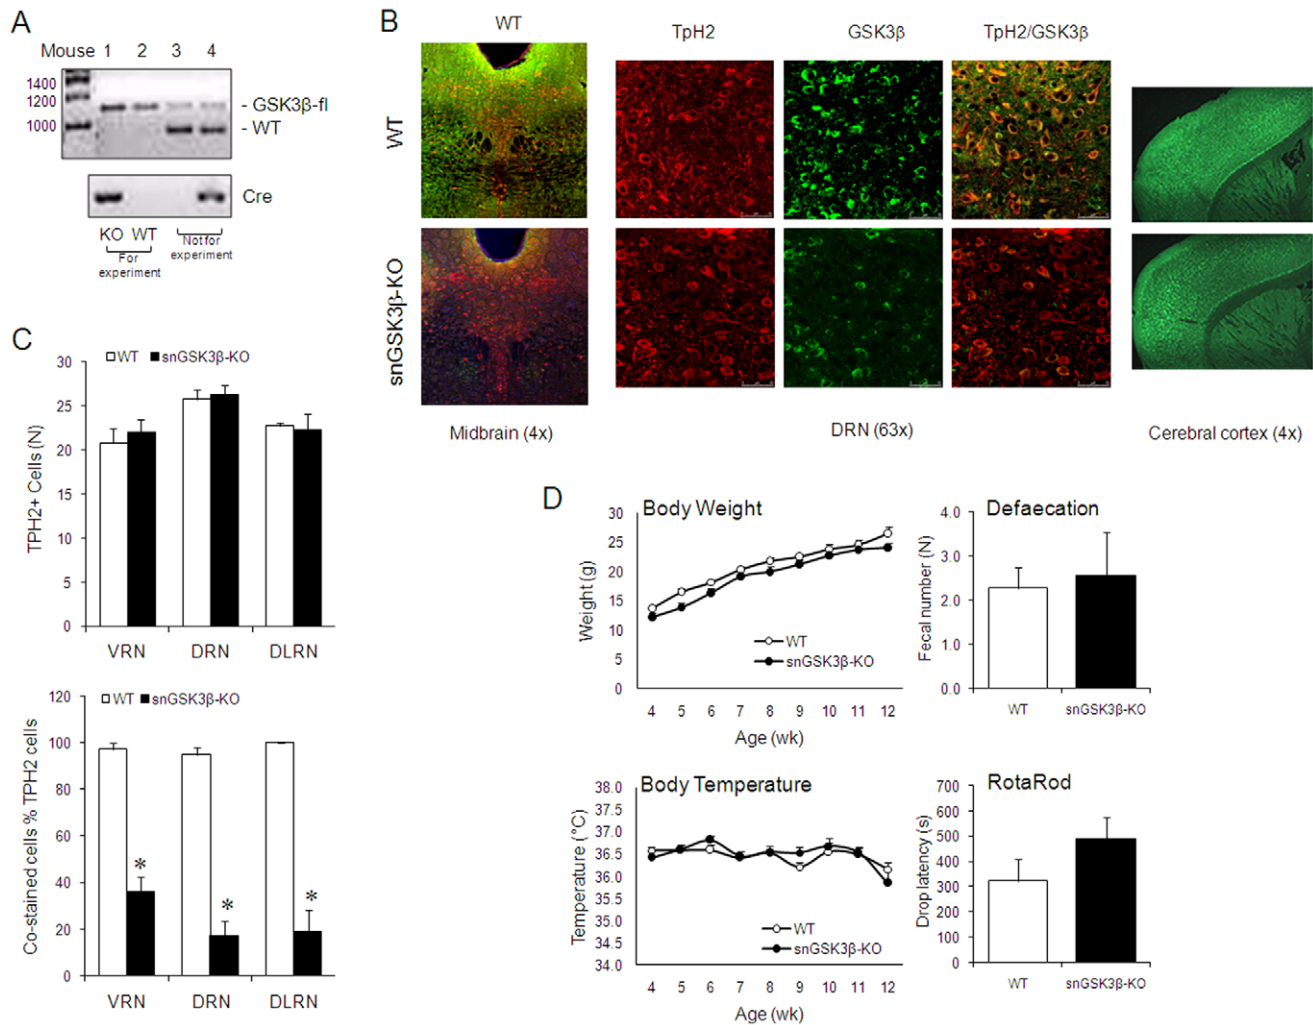 A
Mouse 1 2 3 4
1400
1200
1000
- GSK3β-fl
- WT
Cre
KO WT
For
experiment
Not for
experiment
B
WT
TpH2
GSK3β
TpH2/GSK3β
WT
snGSK3β-KO
Midbrain (4x)
DRN (63x)
Cerebral cortex (4x)
C
WT snGSK3β-KO
TPH2+ Cells (N)
30
25
20
15
10
5
0
VRN DRN DLRN
WT snGSK3β-KO
Co-stained cells % TPH2 cells
120
100
80
60
40
20
0
* * *
VRN DRN DLRN
D
Body Weight
Weight (g)
30
25
20
15
10
5
0
WT
snGSK3β-KO
4 5 6 7 8 9 10 11 12
Age (wk)
Defaecation
Fecal number (N)
4.0
3.0
2.0
1.0
0.0
WT snGSK3β-KO
Body Temperature
Temperature (°C)
38.0
37.0
36.5
36.0
35.0
34.5
34.0
WT
snGSK3β-KO
4 5 6 7 8 9 10 11 12
Age (wk)
RotaRod
Drop latency (s)
700
600
500
400
300
200
100
0
WT snGSK3β-KO